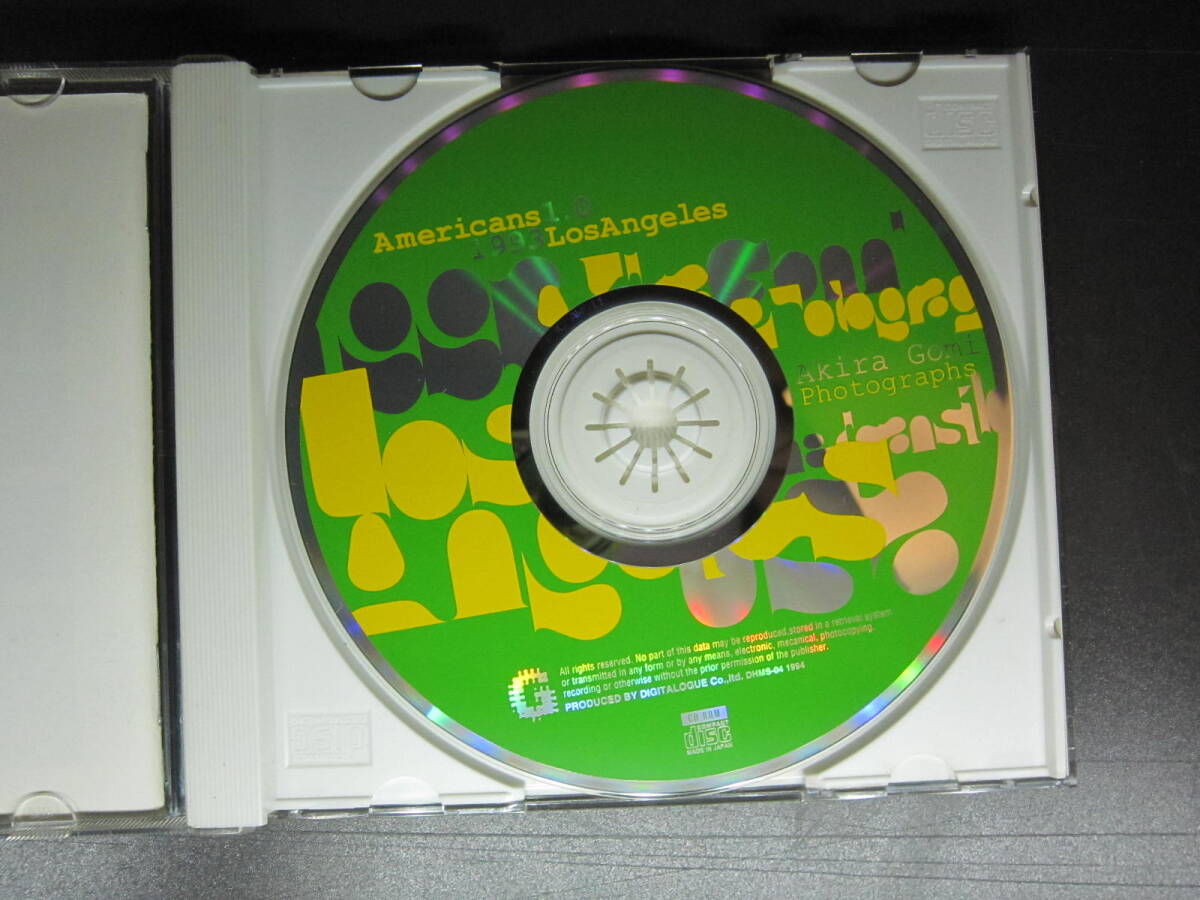 Americans1.0
1993LosAngeles
Akira Gomi
Photographs
All rights reserved. No part of this data may be reproduced,stored in a retrieval system
or transmitted in any form or by any means, electronic, mecanical, photocopying,
recording or otherwise without the prior permission of the publisher.
PRODUCED BY DIGITALOGUE Co.,ltd. DHMS-04 1994
CD-ROM
COMPACT
disc
MADE IN JAPAN
DISC